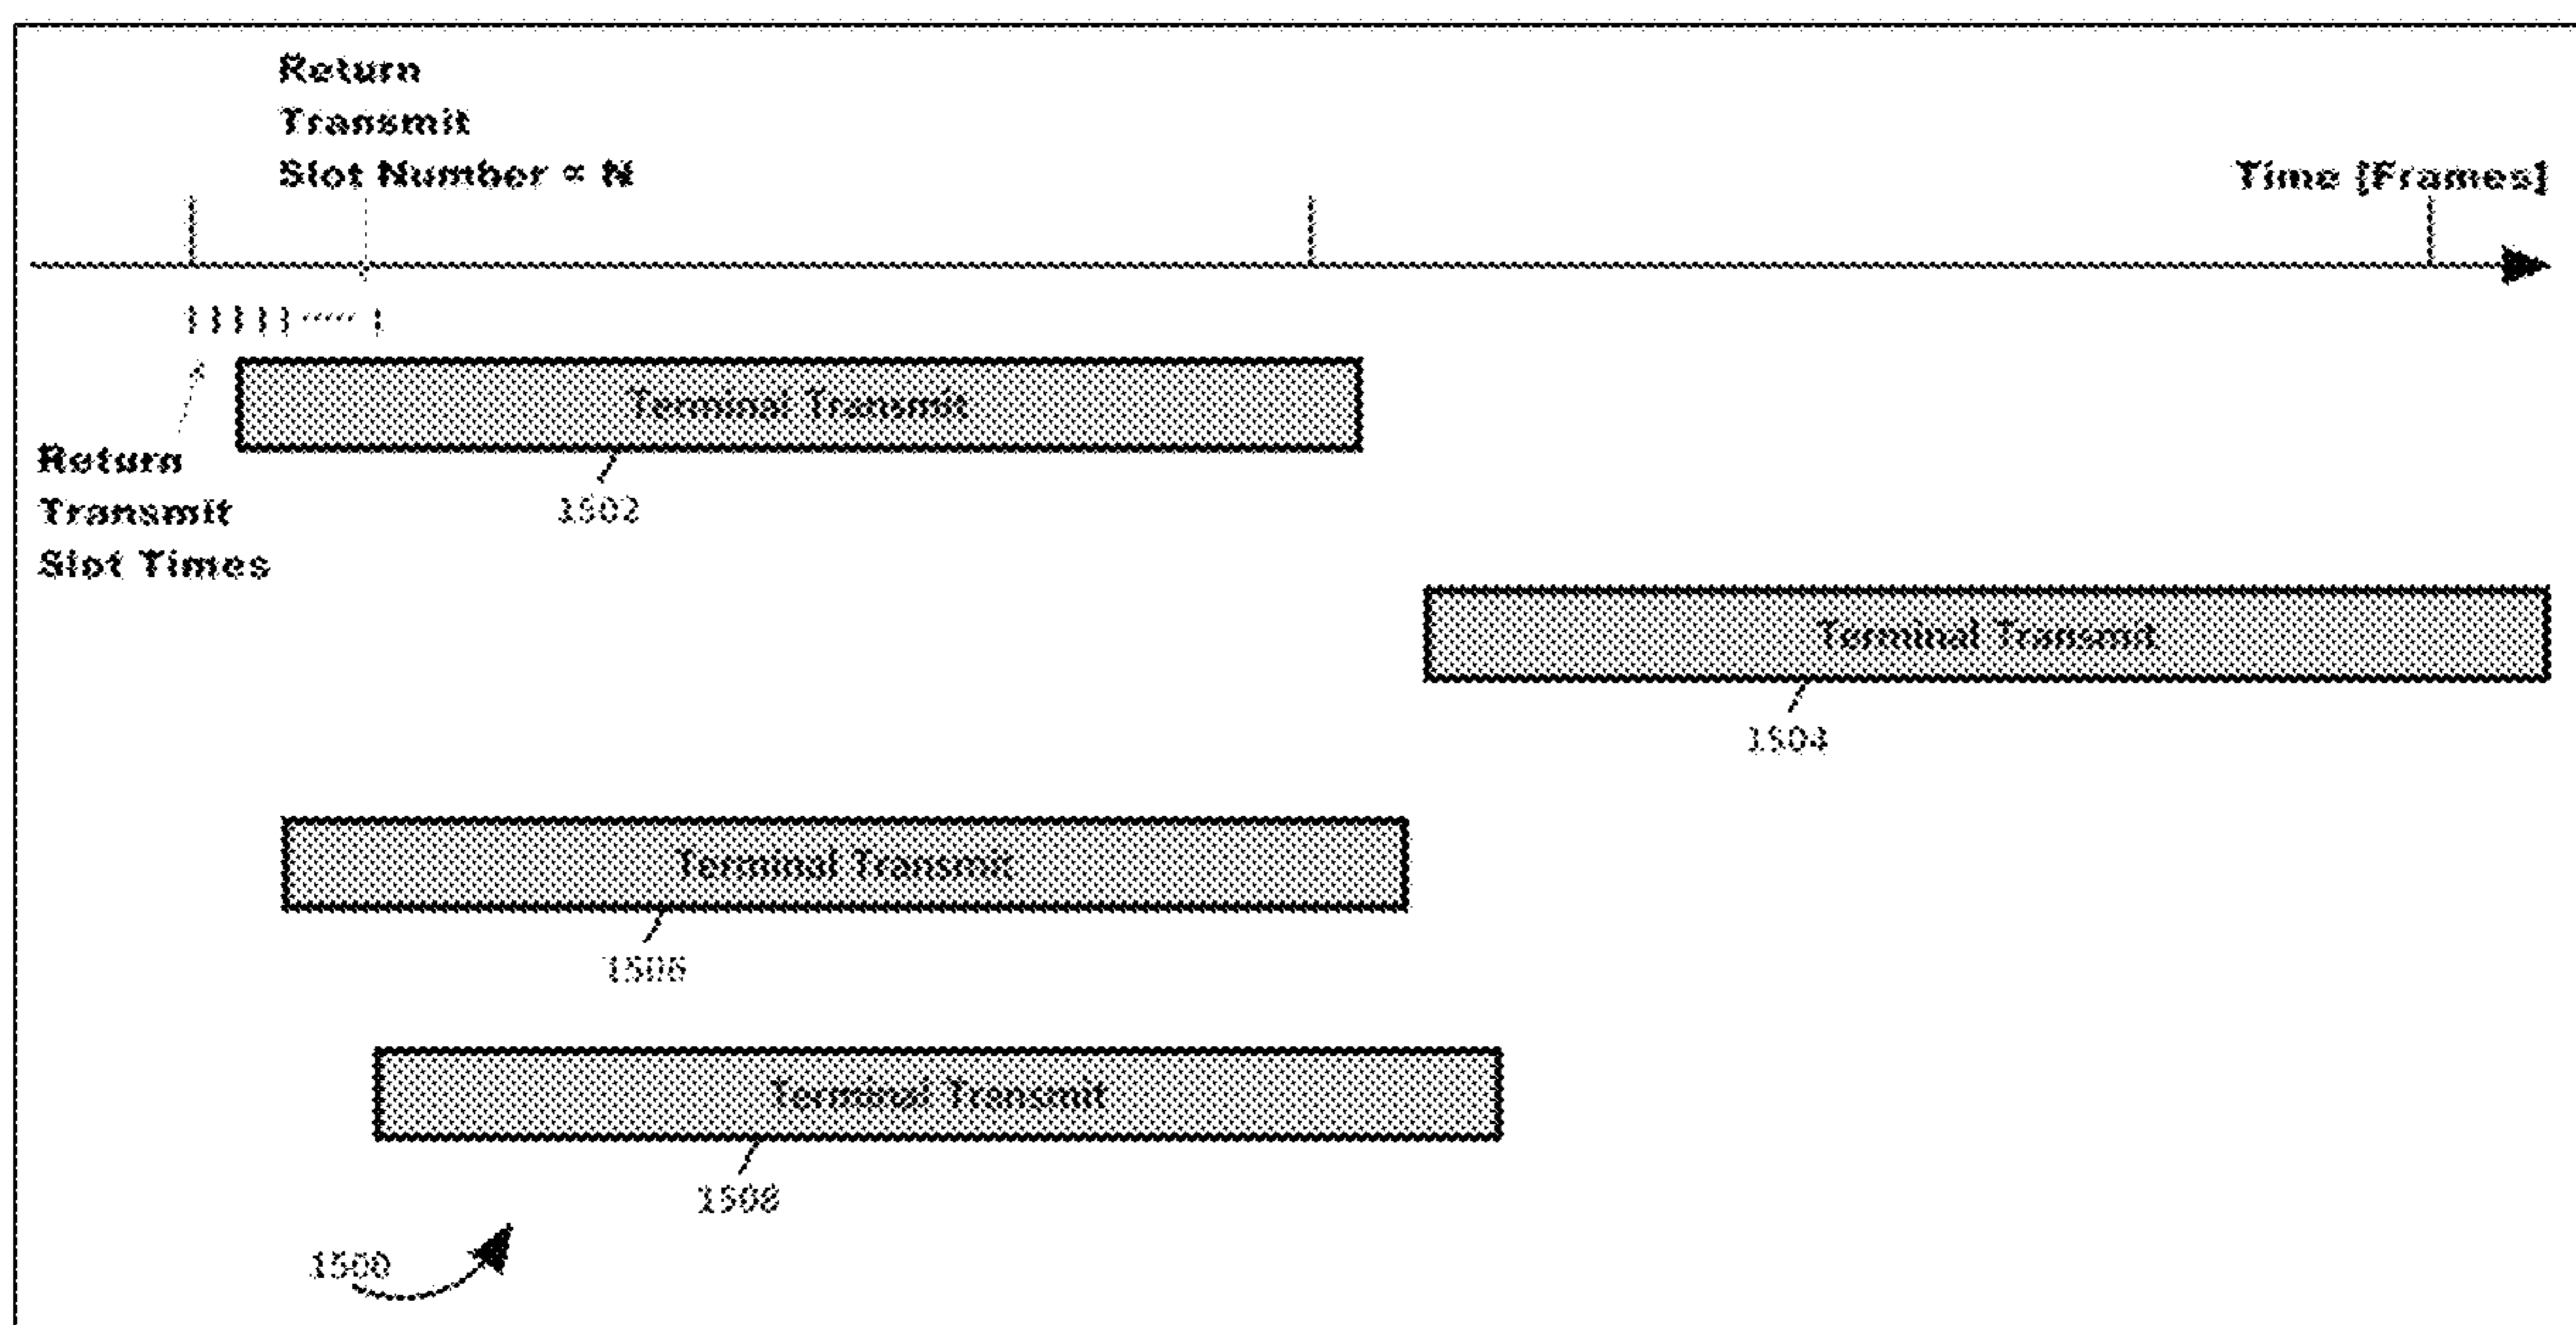 Return
Transmit
Slot Number ∝ N
Time [Frames]
Terminal Transmit
1502
Return
Transmit
Slot Times
Terminal Transmit
1504
Terminal Transmit
1506
Terminal Transmit
1508
1500